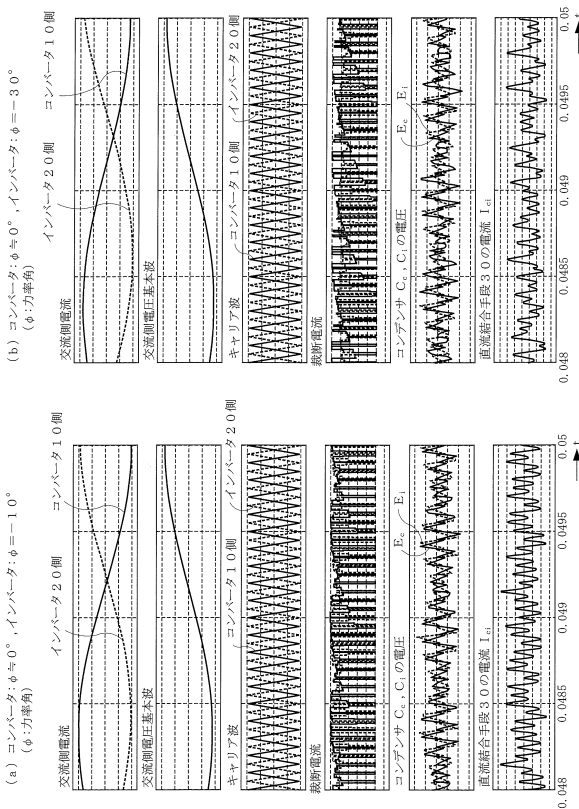 (a) コンバータ:φ≒0°,インバータ:φ=−10°
(φ:力率角)
インバータ20側
コンバータ10側
交流側電流
交流側電圧基本波
コンバータ10側
インバータ20側
キャリア波
裁断電流
コンデンサ Cc,Ciの電圧
Ec
Ei
直流結合手段30の電流 Ici
0.048
0.0485
0.049
0.0495
0.05
t
(b) コンバータ:φ≒0°,インバータ:φ=−30°
(φ:力率角)
インバータ20側
コンバータ10側
交流側電流
交流側電圧基本波
コンバータ10側
インバータ20側
キャリア波
裁断電流
コンデンサ Cc,Ciの電圧
Ec
Ei
直流結合手段30の電流 Ici
0.048
0.0485
0.049
0.0495
0.05